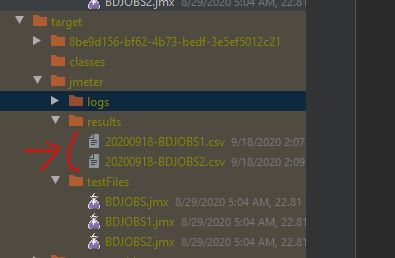 BDJOBS2.jmx 8/29/2020 5:04 AM, 22.81
target
8be9d156-bf62-4b73-bedf-3e5ef5012c21
classes
jmeter
logs
results
20200918-BDJOBS1.csv 9/18/2020 2:07
20200918-BDJOBS2.csv 9/18/2020 2:09
testFiles
BDJOBS.jmx 8/29/2020 5:04 AM, 22.81
BDJOBS1.jmx 8/29/2020 5:04 AM, 22.81
BDJOBS2.jmx 8/29/2020 5:04 AM, 22.81